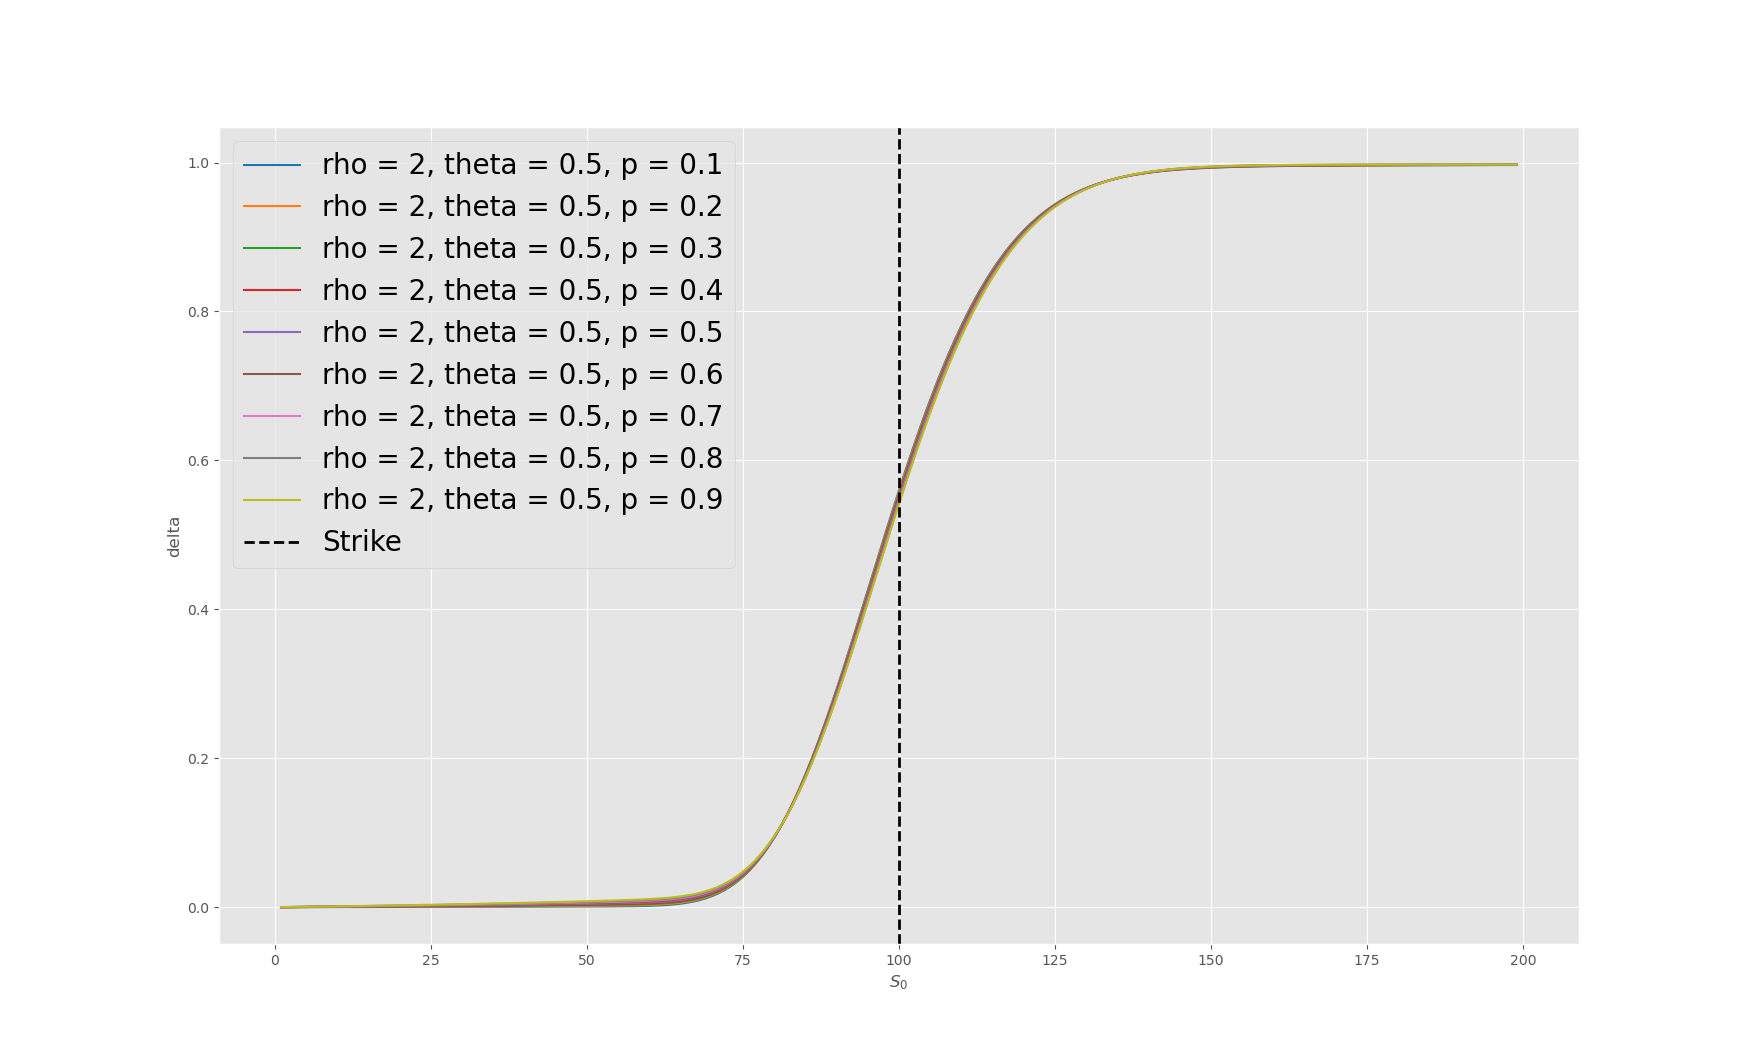 rho = 2, theta = 0.5, p = 0.1
rho = 2, theta = 0.5, p = 0.2
rho = 2, theta = 0.5, p = 0.3
rho = 2, theta = 0.5, p = 0.4
rho = 2, theta = 0.5, p = 0.5
rho = 2, theta = 0.5, p = 0.6
rho = 2, theta = 0.5, p = 0.7
rho = 2, theta = 0.5, p = 0.8
rho = 2, theta = 0.5, p = 0.9
Strike
1.0
0.8
0.6
0.4
0.2
0.0
delta
0 25 50 75 100 125 150 175 200
S₀